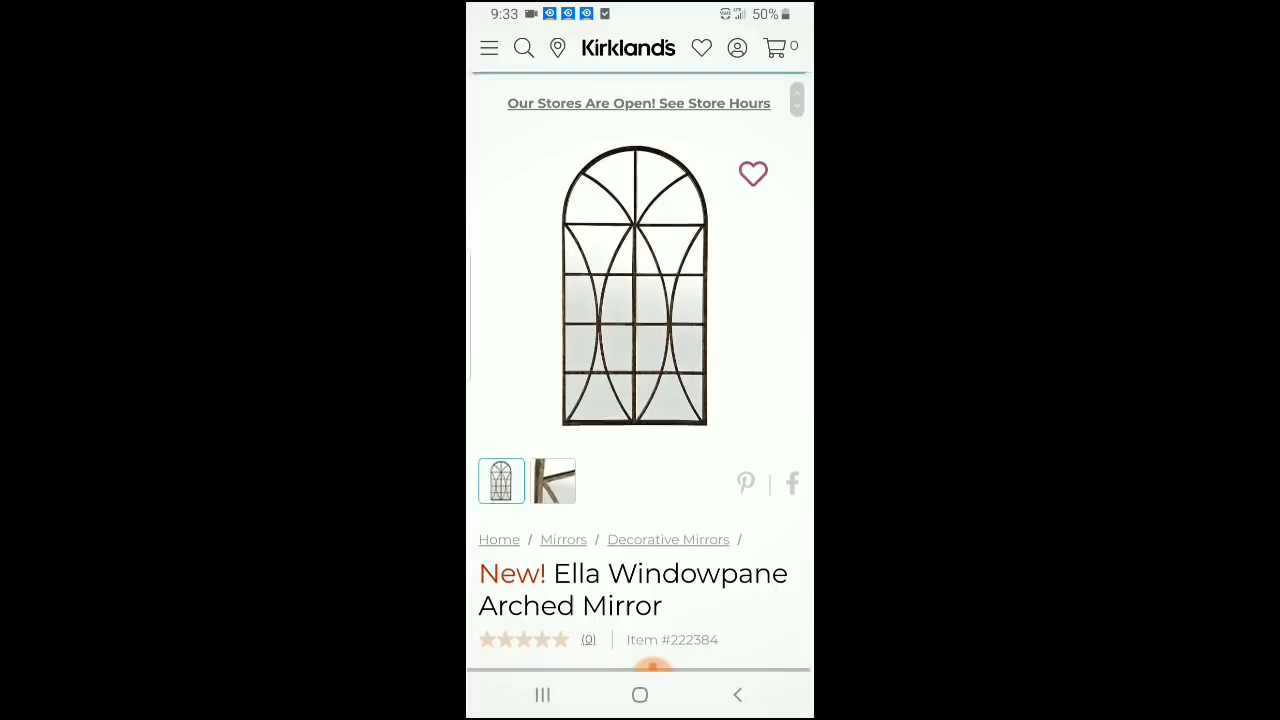 9:33
50%
Kirkland's
0
Our Stores Are Open! See Store Hours
Home / Mirrors / Decorative Mirrors /
New! Ella Windowpane
Arched Mirror
(0) Item #222384